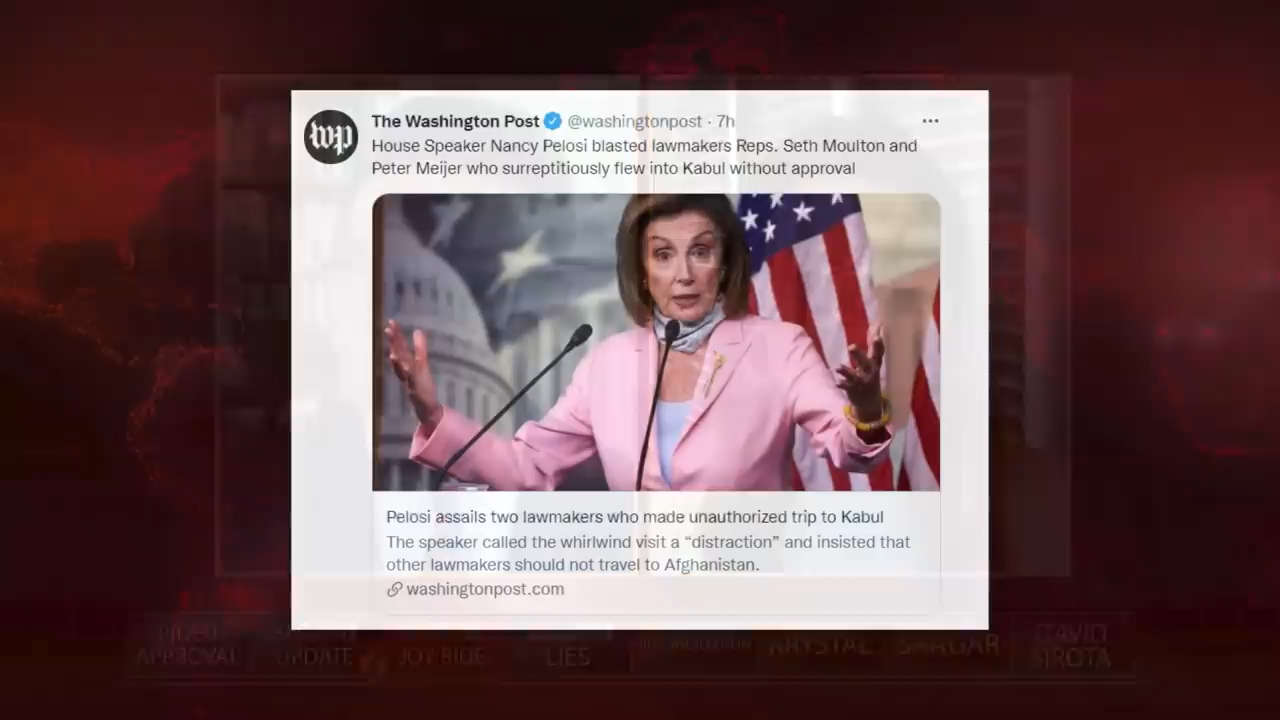 wp
The Washington Post @washingtonpost · 7h
House Speaker Nancy Pelosi blasted lawmakers Reps. Seth Moulton and
Peter Meijer who surreptitiously flew into Kabul without approval
Pelosi assails two lawmakers who made unauthorized trip to Kabul
The speaker called the whirlwind visit a “distraction” and insisted that
other lawmakers should not travel to Afghanistan.
washingtonpost.com
APPROVAL
UPDATE
JOY RIDE
LIES
KRYSTAL
SAAGAR
DAVID
SIROTA